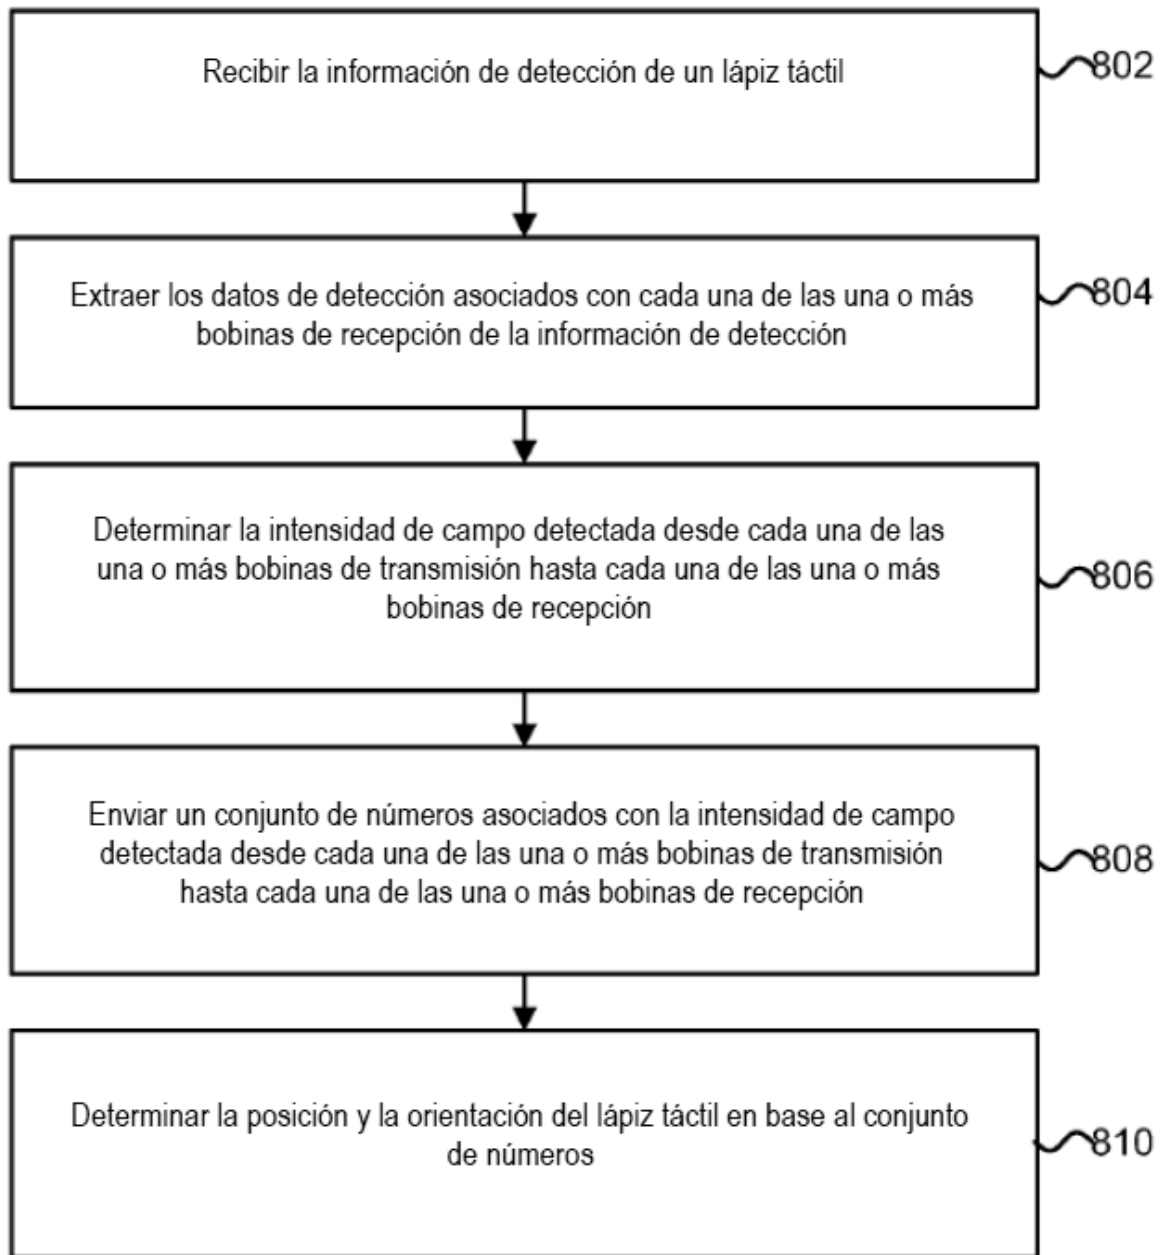 Recibir la información de detección de un lápiz táctil
802
Extraer los datos de detección asociados con cada una de las una o más
bobinas de recepción de la información de detección
804
Determinar la intensidad de campo detectada desde cada una de las
una o más bobinas de transmisión hasta cada una de las una o más
bobinas de recepción
806
Enviar un conjunto de números asociados con la intensidad de campo
detectada desde cada una de las una o más bobinas de transmisión
hasta cada una de las una o más bobinas de recepción
808
Determinar la posición y la orientación del lápiz táctil en base al conjunto
de números
810